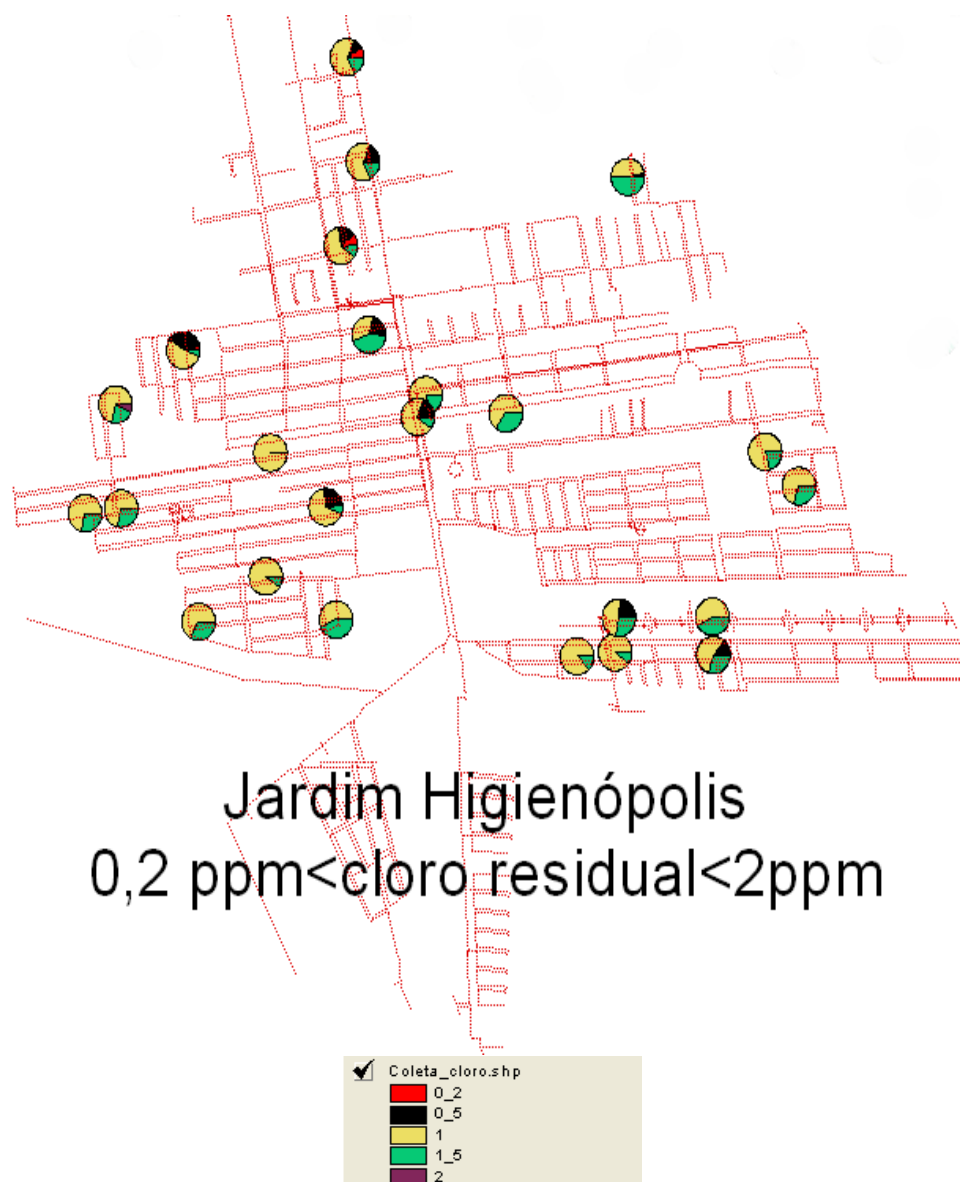 Jardim Higienópolis
0,2 ppm<cloro residual<2ppm
Coleta_cloro.shp
0_2
0_5
1
1_5
2